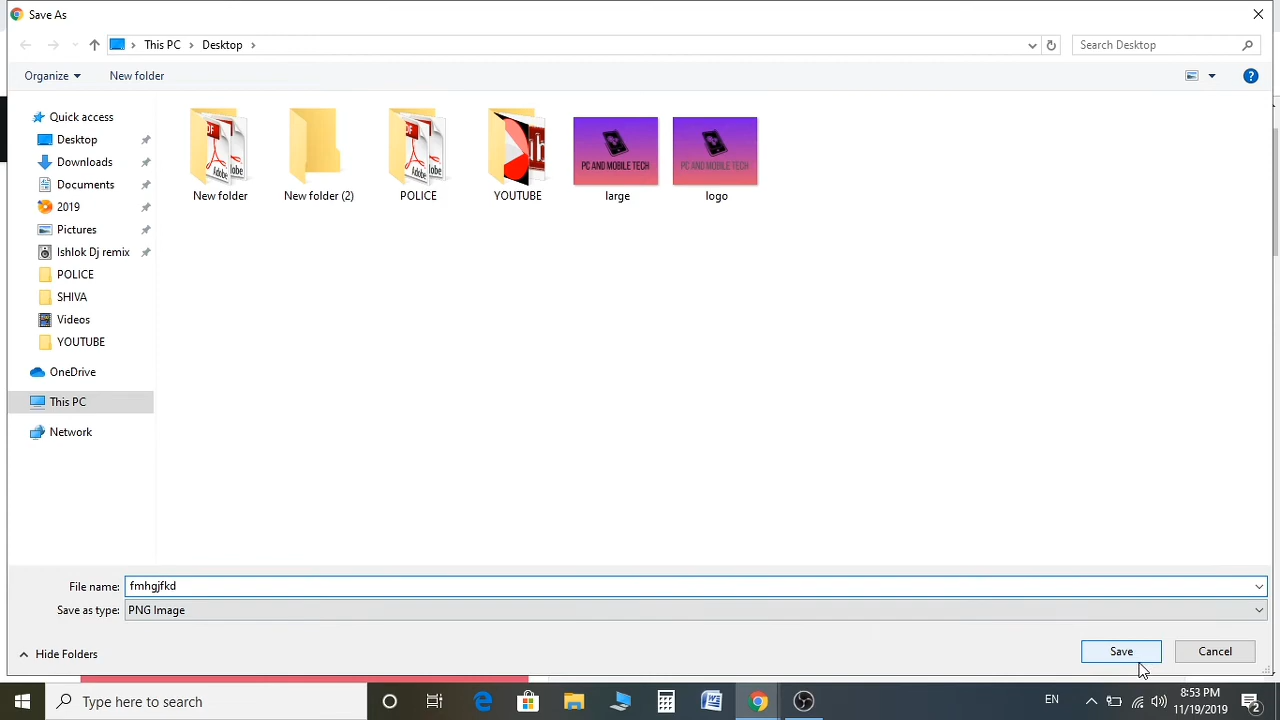 Save As
This PC
Desktop
Search Desktop
Organize
New folder
Quick access
Desktop
Downloads
Documents
2019
Pictures
Ishlok Dj remix
POLICE
SHIVA
Videos
YOUTUBE
OneDrive
This PC
Network
PC AND MOBILE TECH
PC AND MOBILE TECH
New folder
New folder (2)
POLICE
YOUTUBE
large
logo
File name: fmhgjfkd
Save as type: PNG Image
Hide Folders
Save
Cancel
Type here to search
EN
8:53 PM
11/19/2019
2